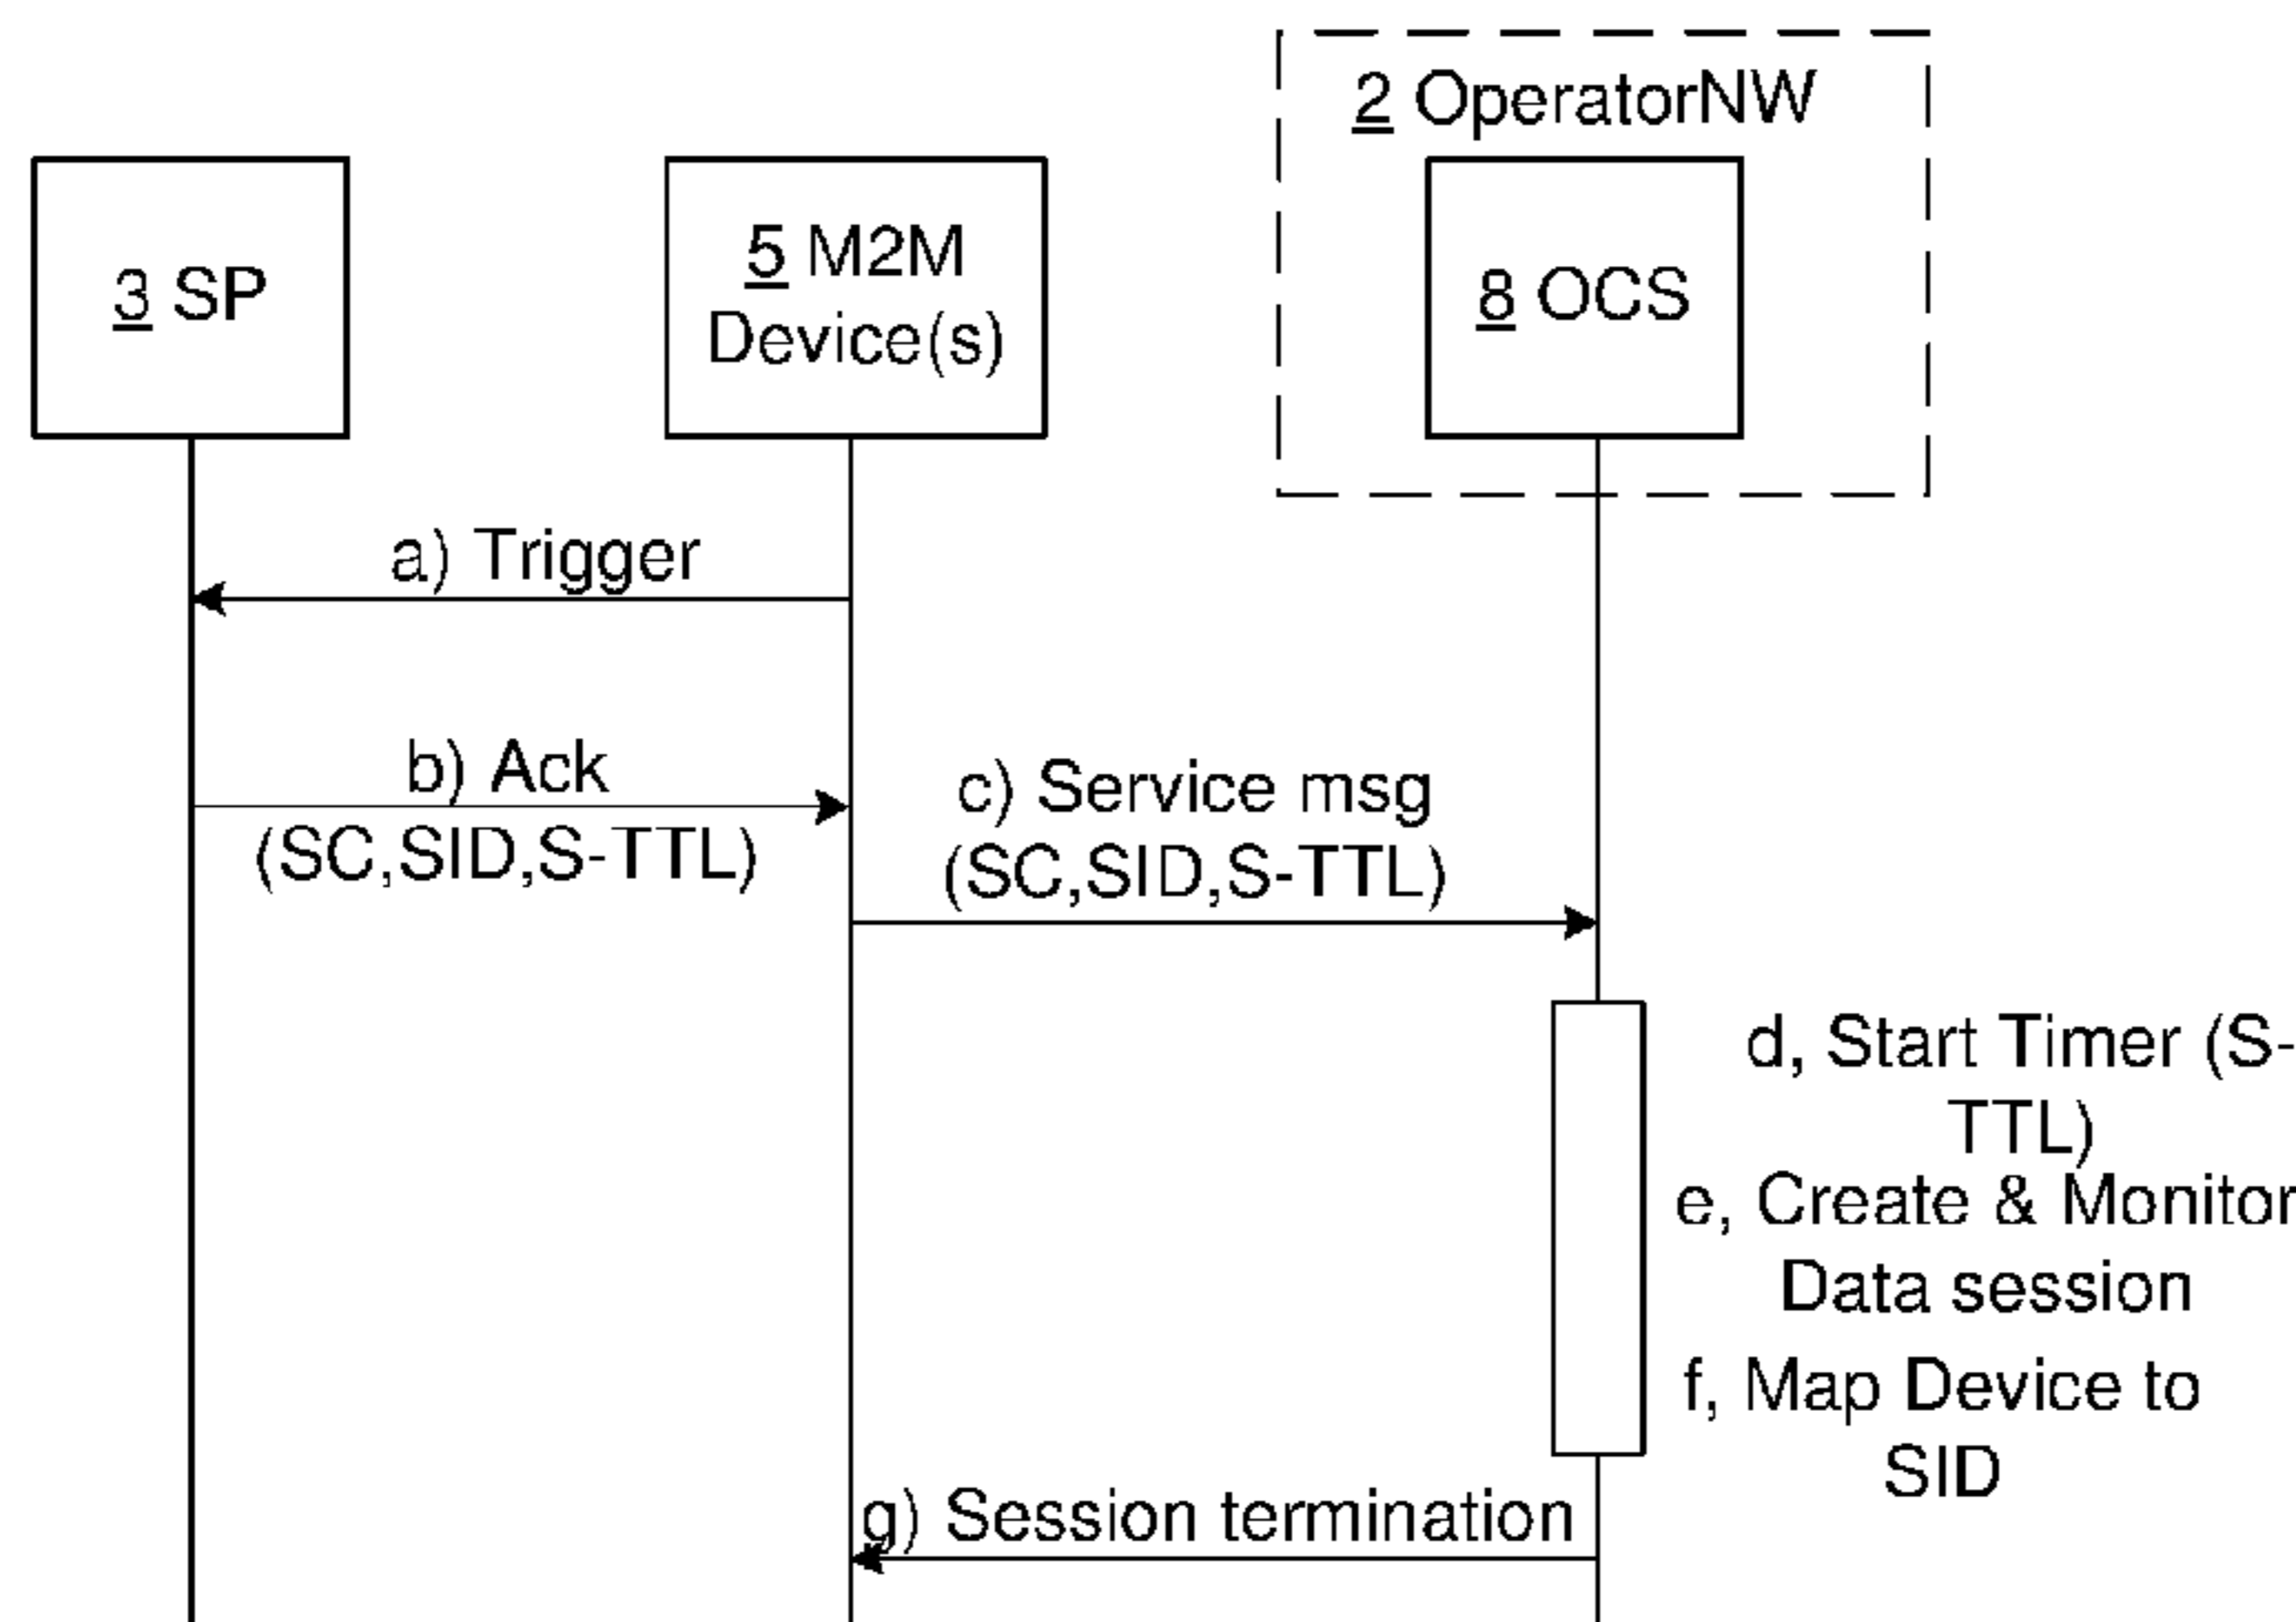 2 OperatorNW
3 SP
5 M2M
Device(s)
8 OCS
a) Trigger
b) Ack
(SC,SID,S-TTL)
c) Service msg
(SC,SID,S-TTL)
d, Start Timer (S-
TTL)
e, Create & Monitor
Data session
f, Map Device to
SID
g) Session termination